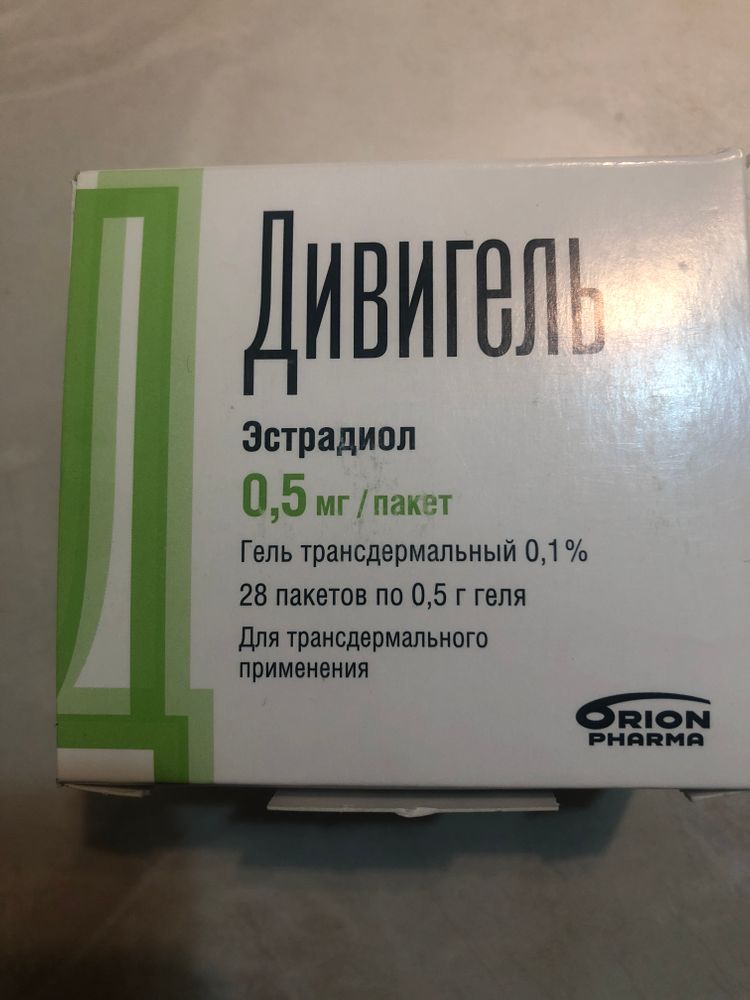 Дивигель
Эстрадиол
0,5 мг / пакет
Гель трансдермальный 0,1%
28 пакетов по 0,5 г геля
Для трансдермального
применения
ORION
PHARMA